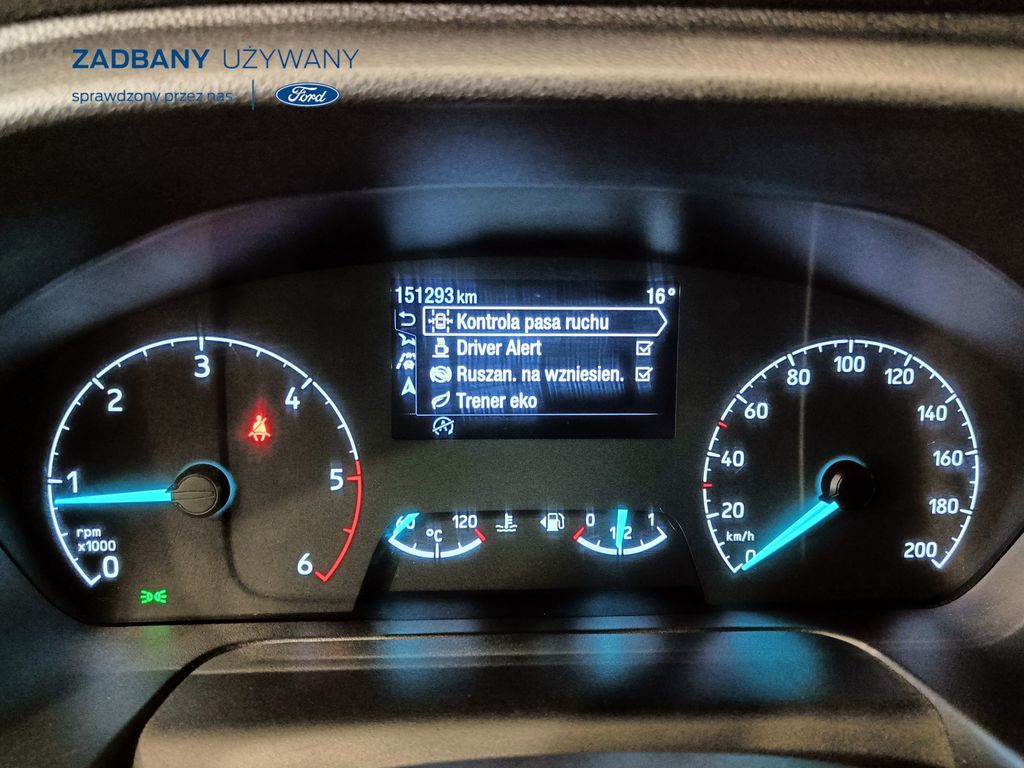 ZADBANY UŻYWANY
sprawdzony przez nas
Ford
151293 km
16°
Kontrola pasa ruchu
Driver Alert
Ruszan. na wzniesien.
Trener eko
0
1
2
3
4
5
6
rpm
x1000
60
120
°C
0
1/2
1
0
20
40
60
80
100
120
140
160
180
200
km/h